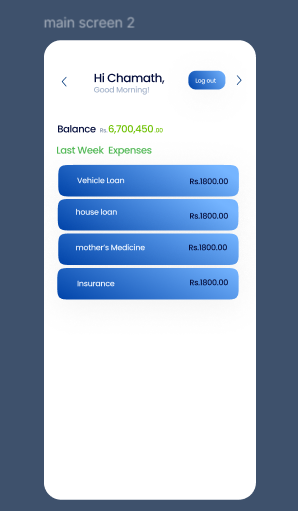 main screen 2
Hi Chamath,
Good Morning!
Log out
Balance Rs. 6,700,450 .00
Last Week Expenses
Vehicle Loan Rs.1800.00
house loan Rs.1800.00
mother's Medicine Rs.1800.00
Insurance Rs.1800.00